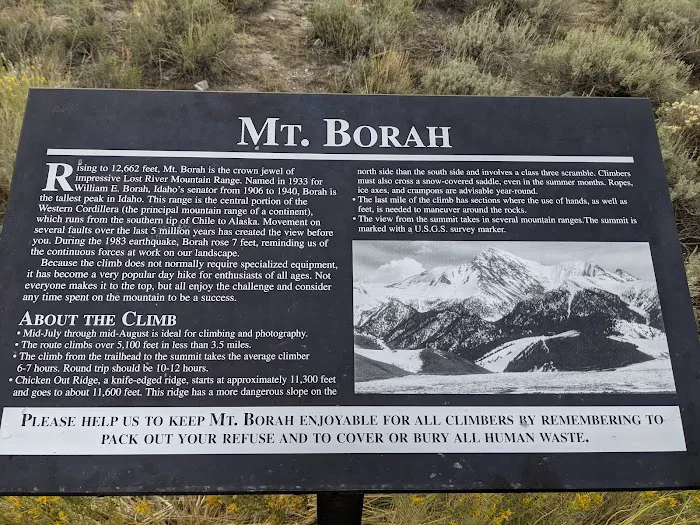 MT. BORAH
Rising to 12,662 feet, Mt. Borah is the crown jewel of
impressive Lost River Mountain Range. Named in 1933 for
William E. Borah, Idaho's senator from 1906 to 1940, Borah is
the tallest peak in Idaho. This range is the central portion of the
Western Cordillera (the principal mountain range of a continent),
which runs from the southern tip of Chile to Alaska. Movement on
several faults over the last 5 million years has created the view before
you. During the 1983 earthquake, Borah rose 7 feet, reminding us of
the continuous forces at work on our landscape.
Because the climb does not normally require specialized equipment,
it has become a very popular day hike for enthusiasts of all ages. Not
everyone makes it to the top, but all enjoy the challenge and consider
any time spent on the mountain to be a success.
ABOUT THE CLIMB
• Mid-July through mid-August is ideal for climbing and photography.
• The route climbs over 5,100 feet in less than 3.5 miles.
• The climb from the trailhead to the summit takes the average climber
6-7 hours. Round trip should be 10-12 hours.
• Chicken Out Ridge, a knife-edged ridge, starts at approximately 11,300 feet
and goes to about 11,600 feet. This ridge has a more dangerous slope on the
north side than the south side and involves a class three scramble. Climbers
must also cross a snow-covered saddle, even in the summer months. Ropes,
ice axes, and crampons are advisable year-round.
• The last mile of the climb has sections where the use of hands, as well as
feet, is needed to maneuver around the rocks.
• The view from the summit takes in several mountain ranges.The summit is
marked with a U.S.G.S. survey marker.
PLEASE HELP US TO KEEP MT. BORAH ENJOYABLE FOR ALL CLIMBERS BY REMEMBERING TO
PACK OUT YOUR REFUSE AND TO COVER OR BURY ALL HUMAN WASTE.